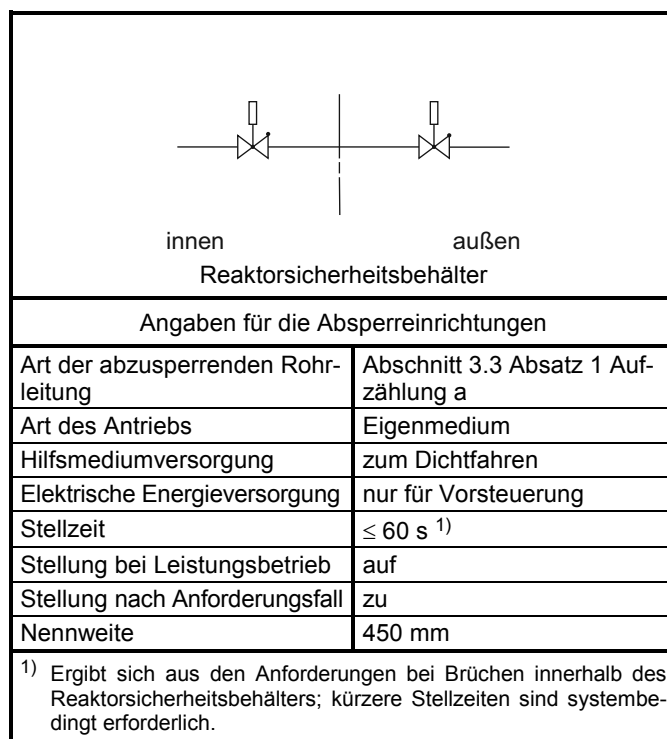 innen außen
Reaktorsicherheitsbehälter
Angaben für die Absperreinrichtungen
Art der abzusperrenden Rohr- Abschnitt 3.3 Absatz 1 Auf-
leitung zählung a
Art des Antriebs Eigenmedium
Hilfsmediumversorgung zum Dichtfahren
Elektrische Energieversorgung nur für Vorsteuerung
Stellzeit ≤ 60 s 1)
Stellung bei Leistungsbetrieb auf
Stellung nach Anforderungsfall zu
Nennweite 450 mm
1) Ergibt sich aus den Anforderungen bei Brüchen innerhalb des
Reaktorsicherheitsbehälters; kürzere Stellzeiten sind systembe-
dingt erforderlich.